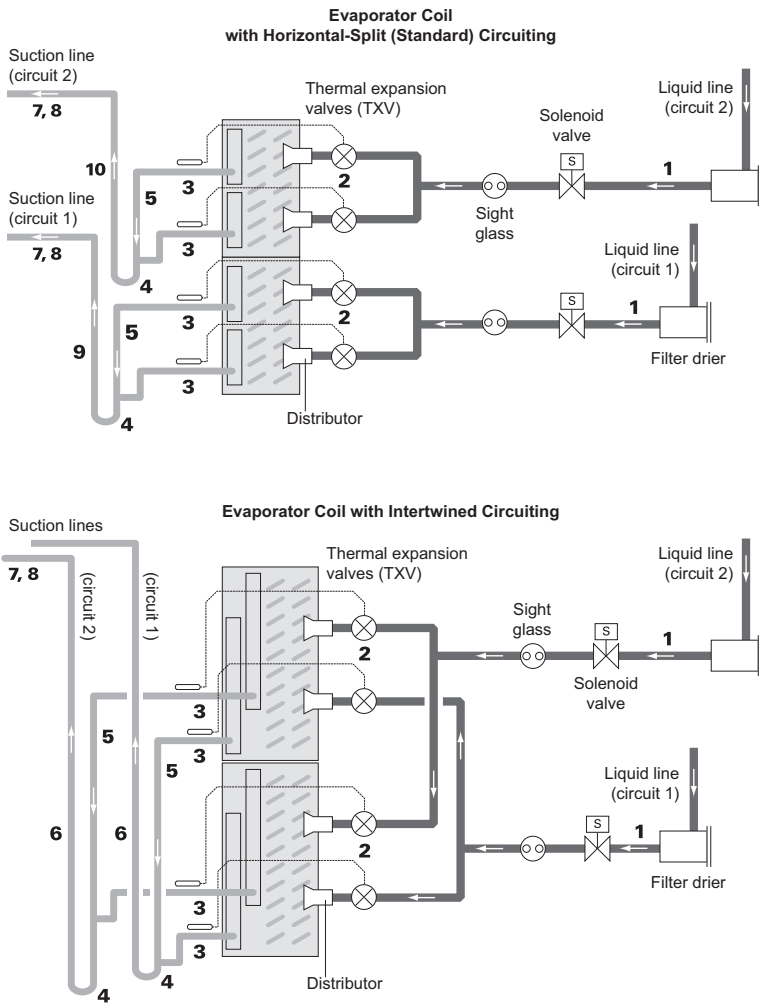 Evaporator Coil
with Horizontal-Split (Standard) Circuiting
Suction line
(circuit 2)
7, 8
Thermal expansion
valves (TXV)
Solenoid
valve
Liquid line
(circuit 2)
S
1
2
10
5
3
Sight
glass
Suction line
(circuit 1)
7, 8
3
4
Liquid line
(circuit 1)
S
1
2
5
3
9
Filter drier
3
4
Distributor
Evaporator Coil with Intertwined Circuiting
Suction lines
7, 8
(circuit 2)
(circuit 1)
Thermal expansion
valves (TXV)
Sight
glass
Liquid line
(circuit 2)
S
1
2
Solenoid
valve
3
5
3
5
Liquid line
(circuit 1)
6
6
S
1
2
Filter drier
3
3
4
4
Distributor